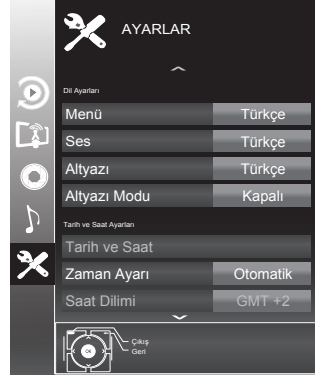 AYARLAR
Dil Ayarları
Menü Türkçe
Ses Türkçe
Altyazı Türkçe
Altyazı Modu Kapalı
Tarih ve Saat Ayarları
Tarih ve Saat
Zaman Ayarı Otomatik
Saat Dilimi GMT +2
Çıkış
Geri
OK